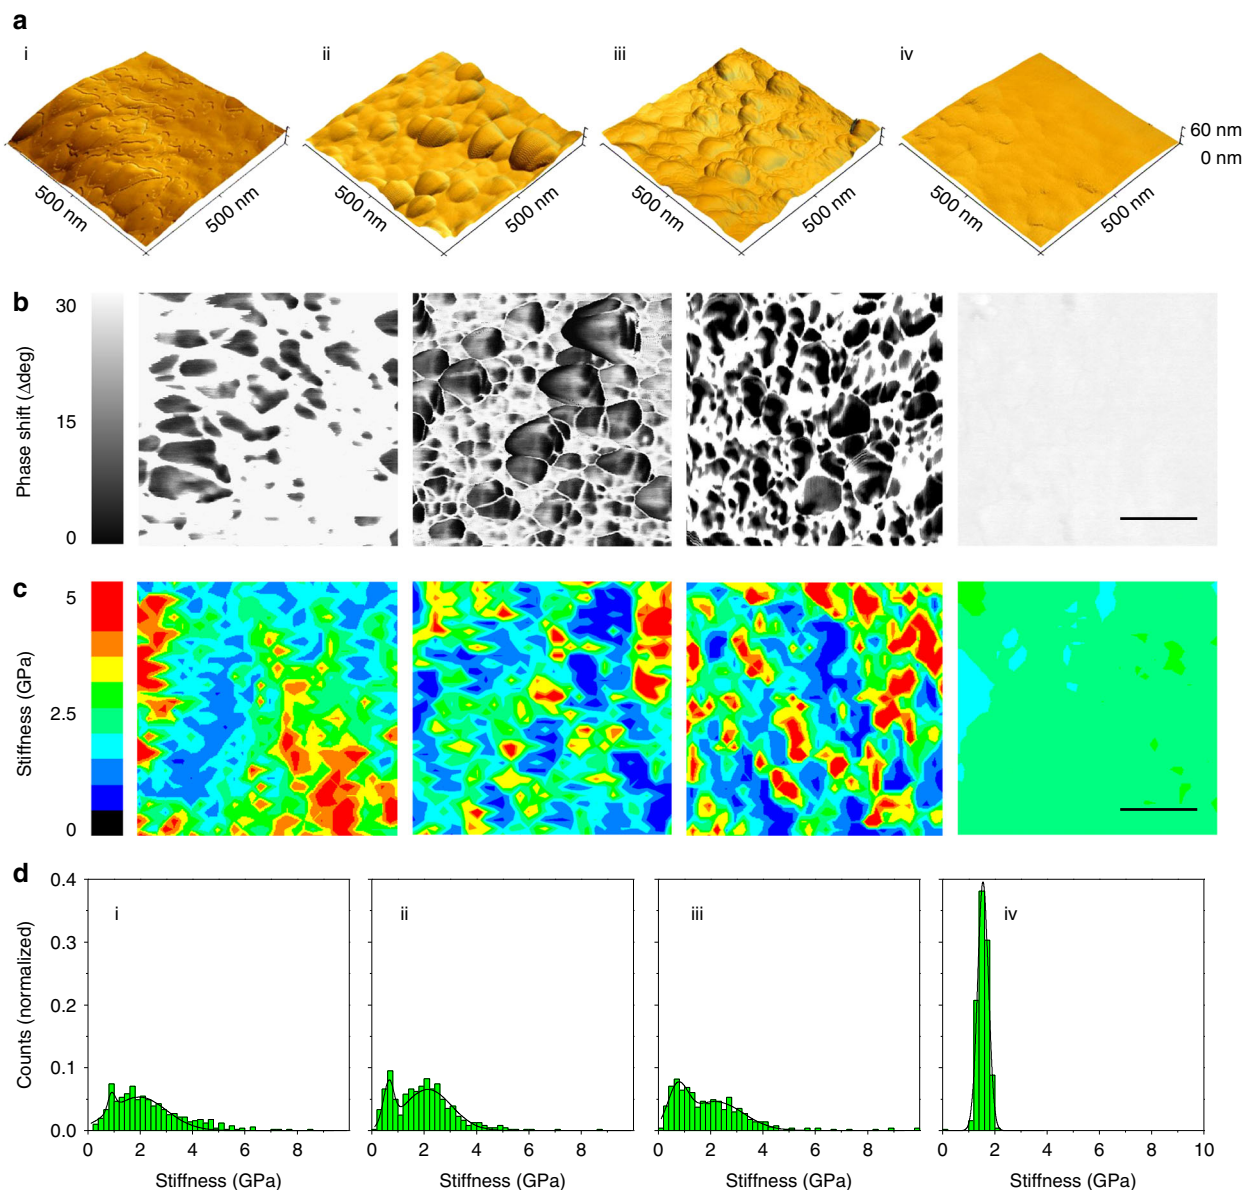 a
i
ii
iii
iv
60 nm
0 nm
500 nm
500 nm
500 nm
500 nm
500 nm
500 nm
500 nm
500 nm
b
30
15
0
Phase shift (Δdeg)
c
5
2.5
0
Stiffness (GPa)
d
0.4
0.3
0.2
0.1
0.0
Counts (normalized)
i
ii
iii
iv
0 2 4 6 8
0 2 4 6 8
0 2 4 6 8
0 2 4 6 8 10
Stiffness (GPa)
Stiffness (GPa)
Stiffness (GPa)
Stiffness (GPa)